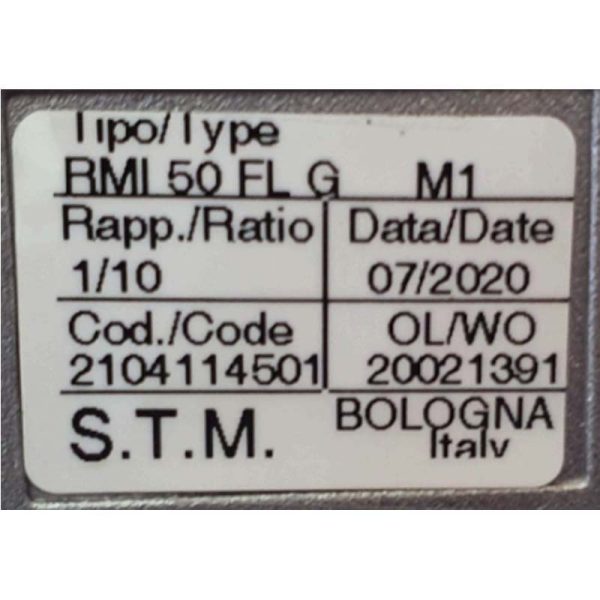 Tipo/Type
RMI 50 FL G M1
Rapp./Ratio Data/Date
1/10 07/2020
Cod./Code OL/WO
2104114501 20021391
S.T.M. BOLOGNA
Italy